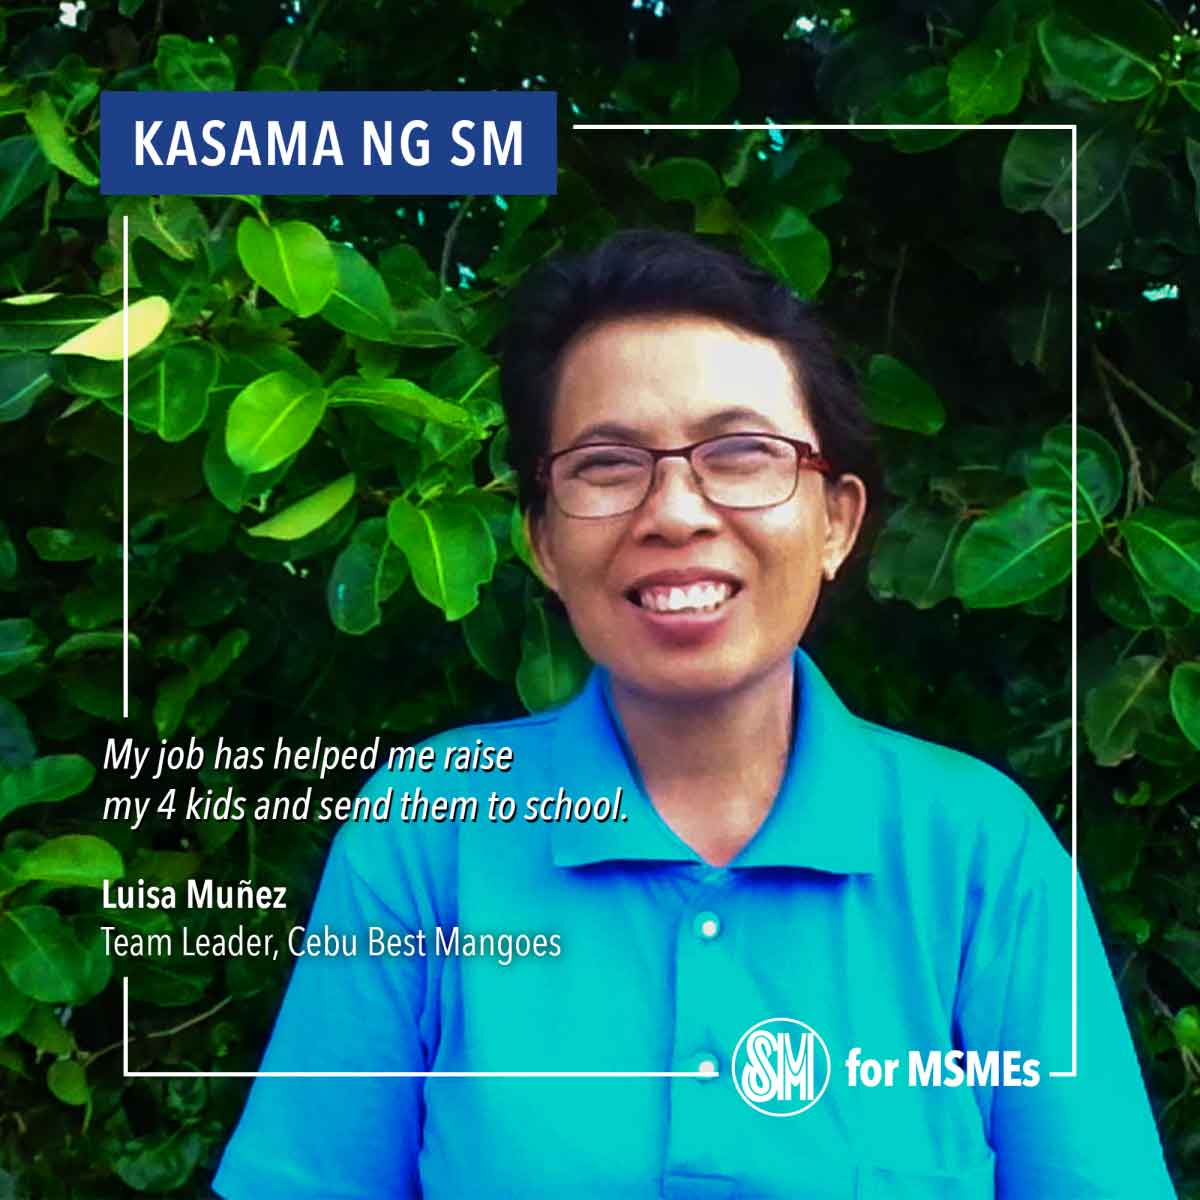 KASAMA NG SM
My job has helped me raise
my 4 kids and send them to school.
Luisa Muñez
Team Leader, Cebu Best Mangoes
SM for MSMEs